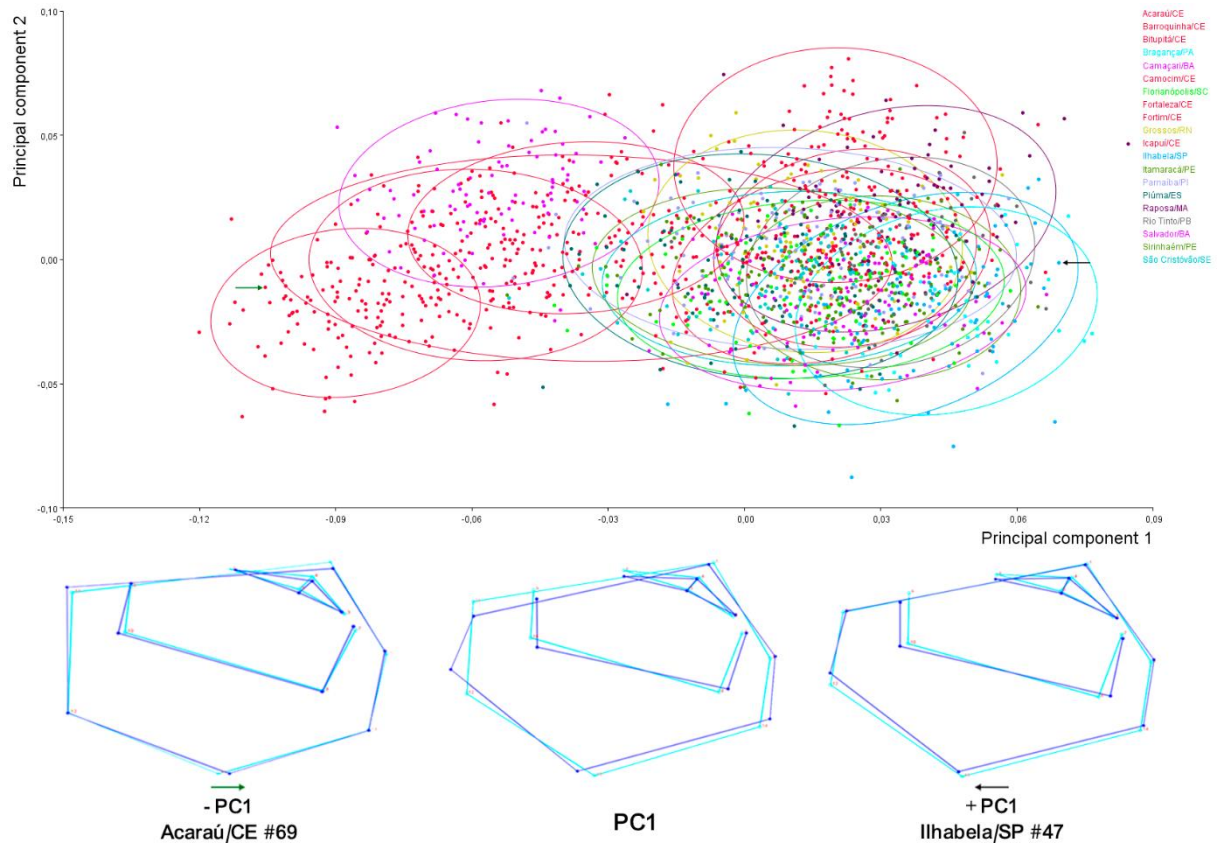 0,10
0,05
0,00
-0,05
-0,10
Principal component 2
-0,15
-0,12
-0,09
-0,06
-0,03
0,00
0,03
0,06
0,09
Principal component 1
Acaraú/CE
Barroquinha/CE
Bitupitá/CE
Bragança/PA
Camaçari/BA
Camocim/CE
Florianópolis/SC
Fortaleza/CE
Fortim/CE
Grossos/RN
Icapuí/CE
Ilhabela/SP
Itamaracá/PE
Parnaíba/PI
Piúma/ES
Raposa/MA
Rio Tinto/PB
Salvador/BA
Sirinhaém/PE
São Cristóvão/SE
- PC1
Acaraú/CE #69
PC1
+ PC1
Ilhabela/SP #47